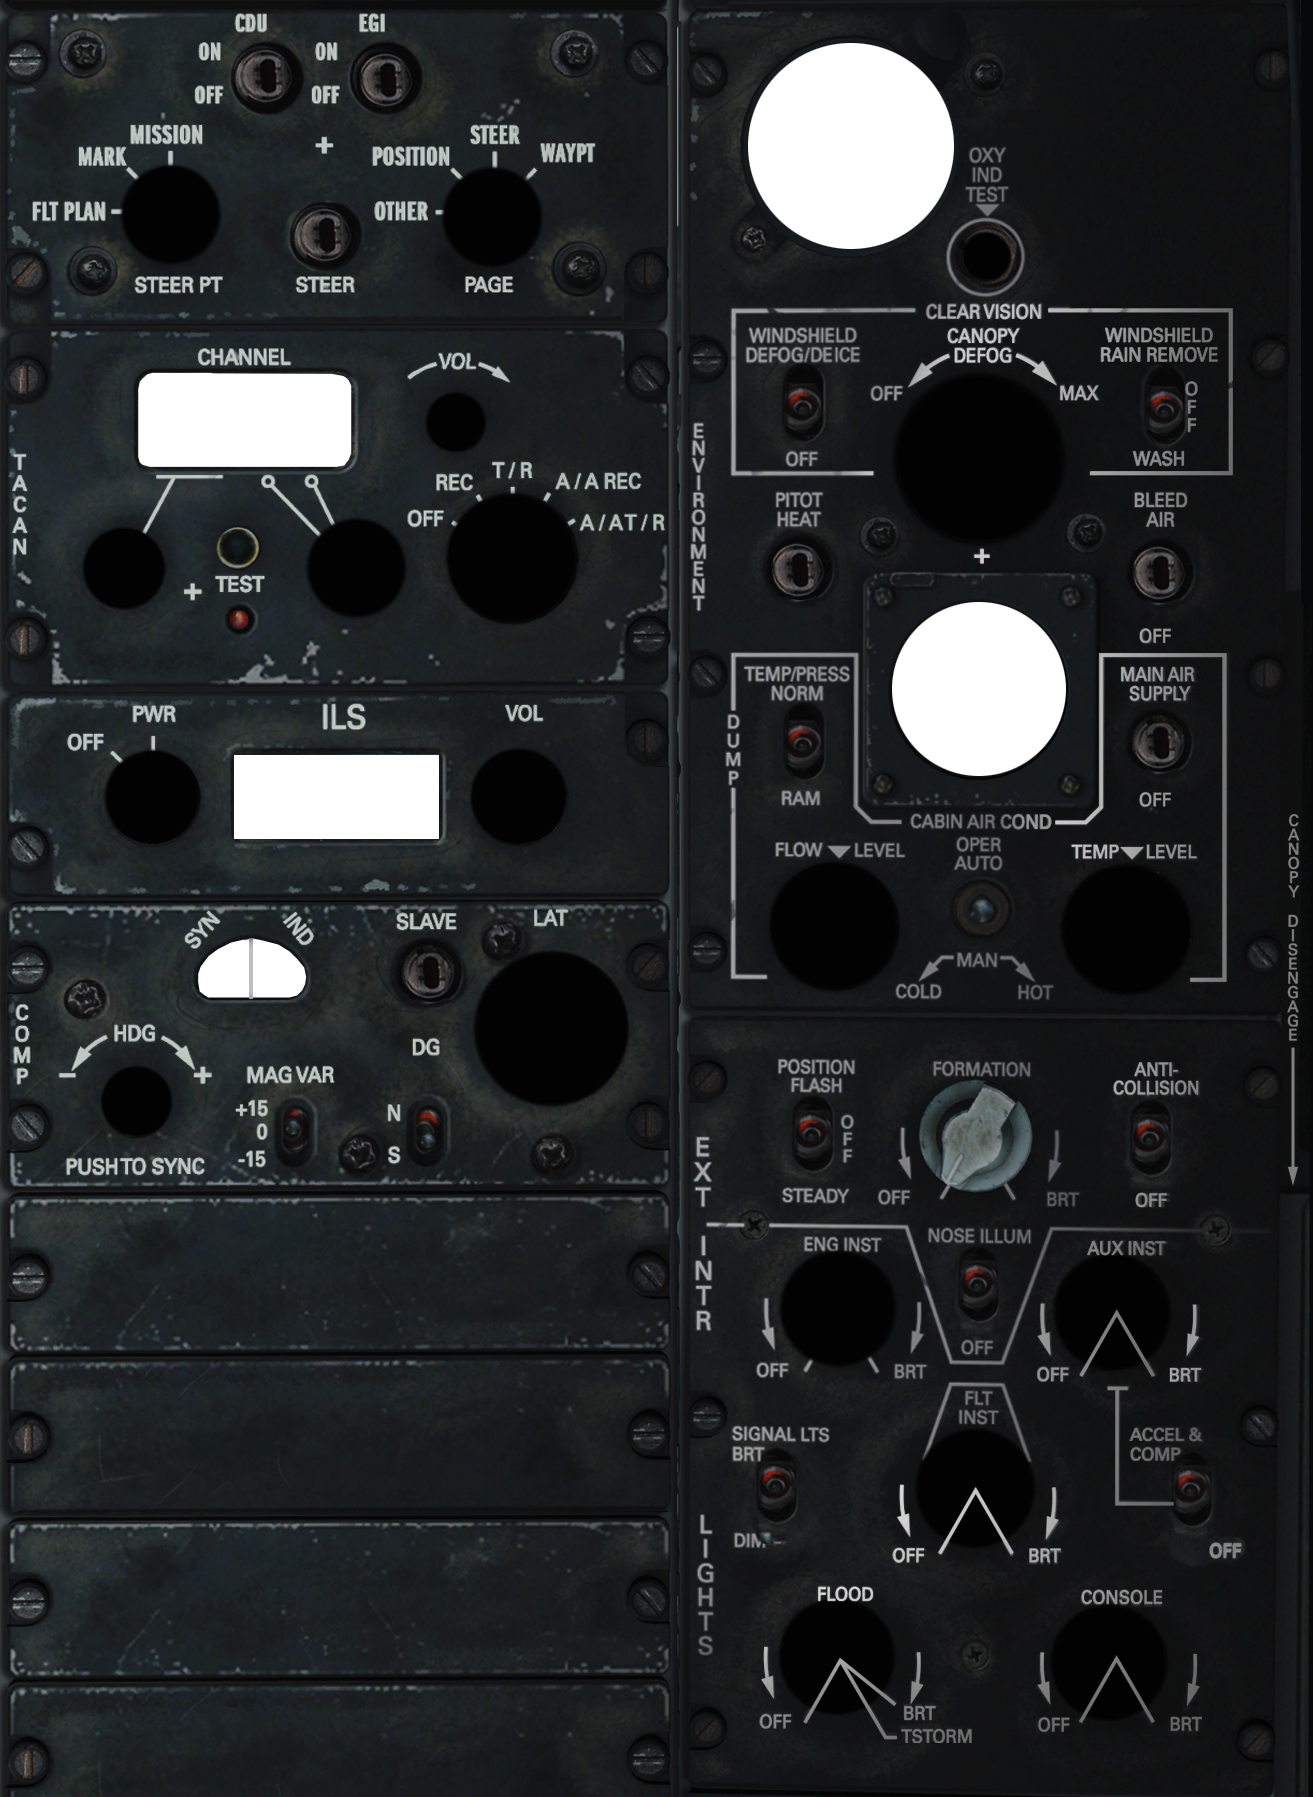 CDU EGI
ON ON
OFF OFF
MISSION STEER
MARK POSITION WAYPT
FLT PLAN OTHER
+
STEER PT STEER PAGE
CHANNEL VOL
TACAN
REC T/R A/A REC
OFF A/AT/R
+ TEST
PWR ILS VOL
OFF
SYN IND SLAVE LAT
COMP
HDG
- +
DG
MAG VAR
+15 N
0
-15 S
PUSH TO SYNC
OXY
IND
TEST
ENVIRONMENT
CLEAR VISION
WINDSHIELD CANOPY WINDSHIELD
DEFOG/DEICE DEFOG RAIN REMOVE
OFF MAX OFF
OFF WASH
PITOT BLEED
HEAT AIR
+
OFF
TEMP/PRESS MAIN AIR
NORM SUPPLY
DUMP
RAM OFF
CABIN AIR COND
FLOW LEVEL OPER TEMP LEVEL
AUTO
MAN
COLD HOT
CANOPY DISENGAGE
POSITION FORMATION ANTI-
FLASH COLLISION
OFF
EXT
STEADY OFF BRT OFF
INTR
ENG INST NOSE ILLUM AUX INST
OFF BRT OFF OFF BRT
FLT
INST
SIGNAL LTS ACCEL &
BRT COMP
DIM
OFF BRT OFF
LIGHTS
FLOOD CONSOLE
OFF BRT OFF BRT
TSTORM